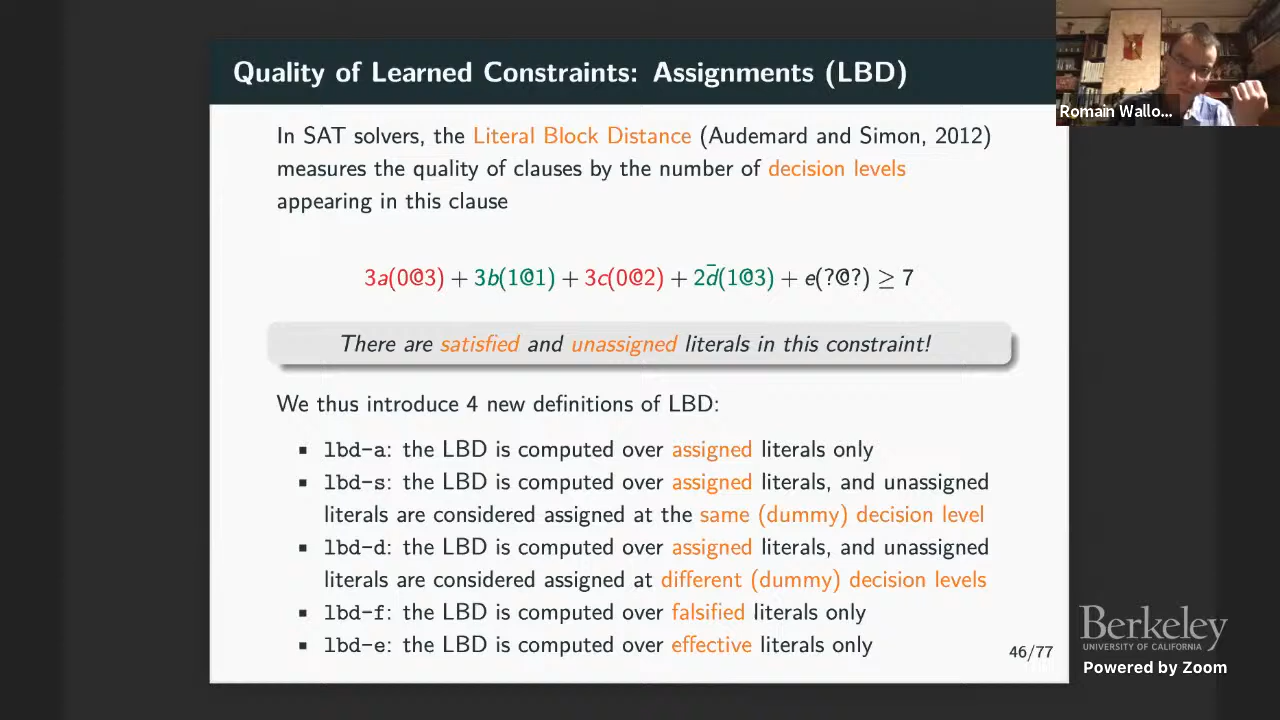 Quality of Learned Constraints: Assignments (LBD)
Romain Wallo...
In SAT solvers, the Literal Block Distance (Audemard and Simon, 2012)
measures the quality of clauses by the number of decision levels
appearing in this clause
3a(0@3) + 3b(1@1) + 3c(0@2) + 2d̄(1@3) + e(?@?) ≥ 7
There are satisfied and unassigned literals in this constraint!
We thus introduce 4 new definitions of LBD:
▪ lbd-a: the LBD is computed over assigned literals only
▪ lbd-s: the LBD is computed over assigned literals, and unassigned
literals are considered assigned at the same (dummy) decision level
▪ lbd-d: the LBD is computed over assigned literals, and unassigned
literals are considered assigned at different (dummy) decision levels
▪ lbd-f: the LBD is computed over falsified literals only
▪ lbd-e: the LBD is computed over effective literals only
46/77
Berkeley
UNIVERSITY OF CALIFORNIA
Powered by Zoom